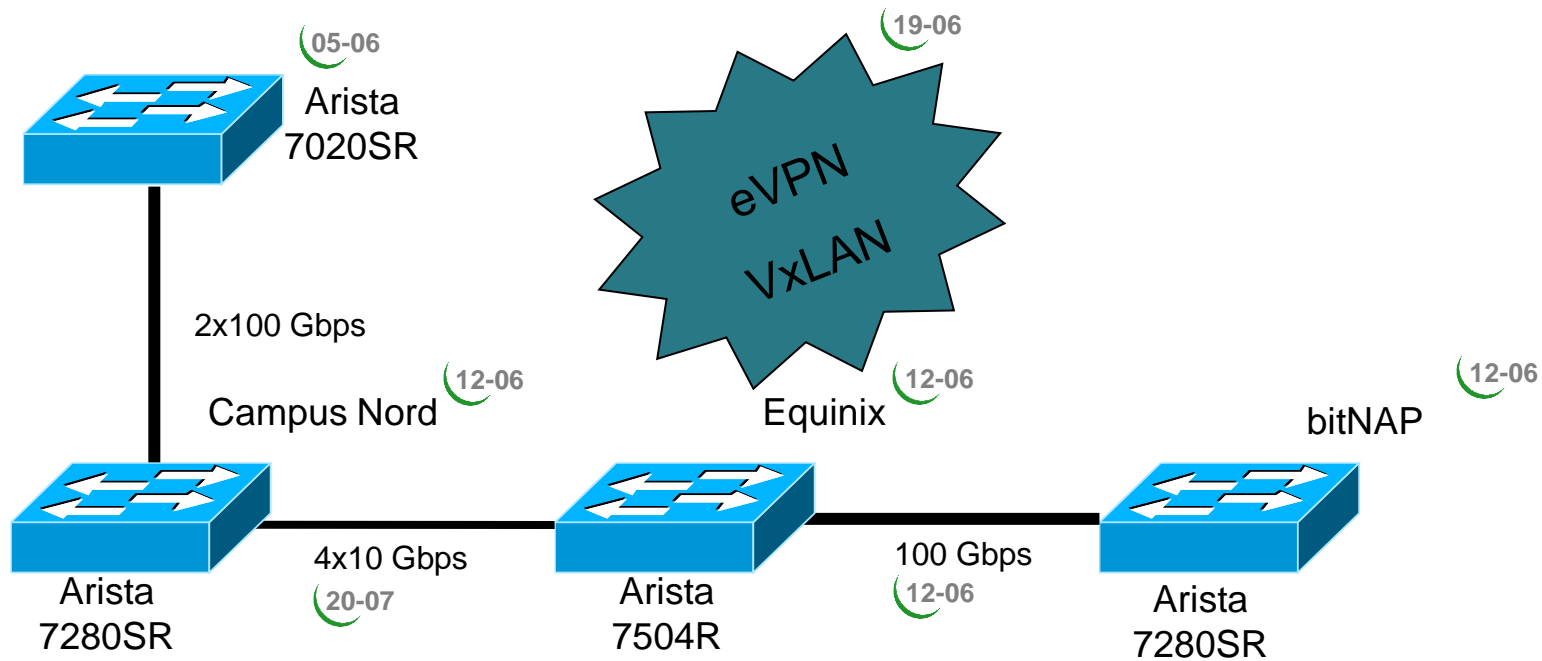 05-06
Arista
7020SR
19-06
eVPN
VxLAN
2x100 Gbps
12-06
Campus Nord
12-06
Equinix
12-06
bitNAP
4x10 Gbps
20-07
100 Gbps
12-06
Arista
7280SR
Arista
7504R
Arista
7280SR